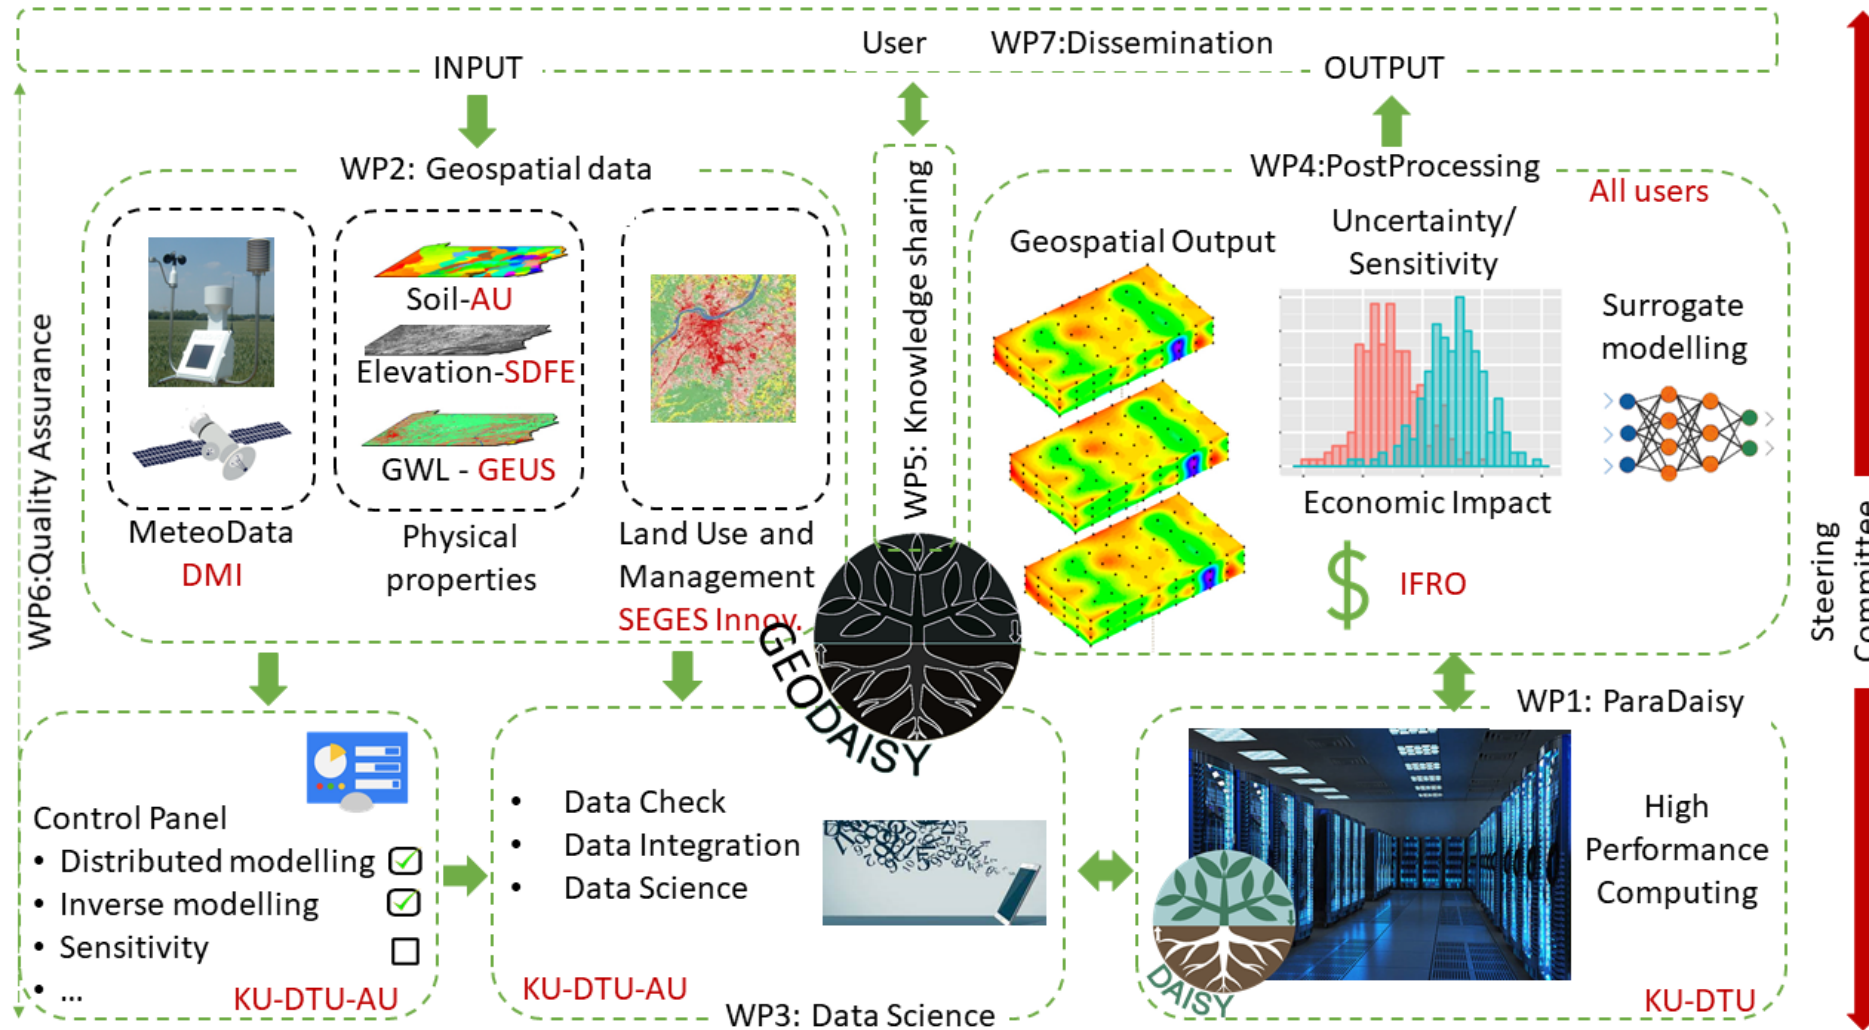 User
WP7:Dissemination
INPUT
OUTPUT
WP2: Geospatial data
MeteoData
DMI
Soil-AU
Elevation-SDFE
GWL - GEUS
Physical
properties
Land Use and
Management
SEGES Innov.
WP5: Knowledge sharing
WP4:PostProcessing
All users
Geospatial Output
Uncertainty/
Sensitivity
Surrogate
modelling
Economic Impact
$
IFRO
WP6:Quality Assurance
Steering
Committee
GEODAISY
Control Panel
• Distributed modelling
• Inverse modelling
• Sensitivity
• ...
KU-DTU-AU
• Data Check
• Data Integration
• Data Science
KU-DTU-AU
WP3: Data Science
WP1: ParaDaisy
High
Performance
Computing
DAISY
KU-DTU